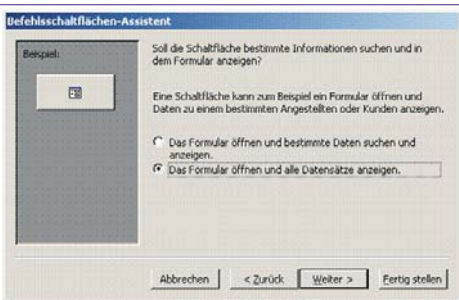 Befehlsschaltflächen-Assistent
Beispiel:
Soll die Schaltfläche bestimmte Informationen suchen und in
dem Formular anzeigen?
Eine Schaltfläche kann zum Beispiel ein Formular öffnen und
Daten zu einem bestimmten Angestellten oder Kunden anzeigen.
Das Formular öffnen und bestimmte Daten suchen und
anzeigen.
Das Formular öffnen und alle Datensätze anzeigen.
Abbrechen
< Zurück
Weiter >
Fertig stellen